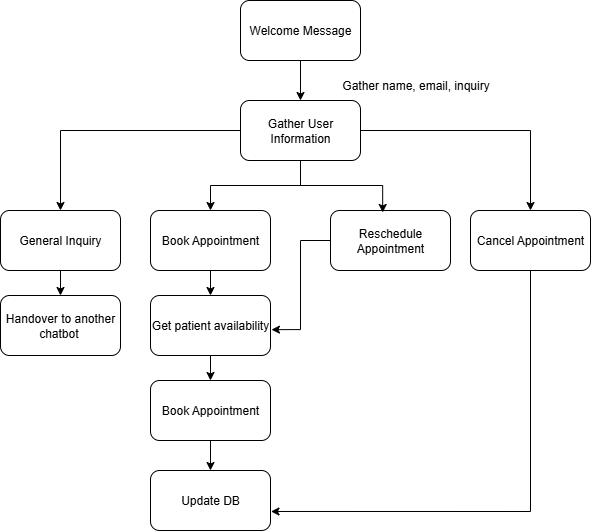 Welcome Message
Gather name, email, inquiry
Gather User
Information
General Inquiry
Book Appointment
Reschedule
Appointment
Cancel Appointment
Handover to another
chatbot
Get patient availability
Book Appointment
Update DB